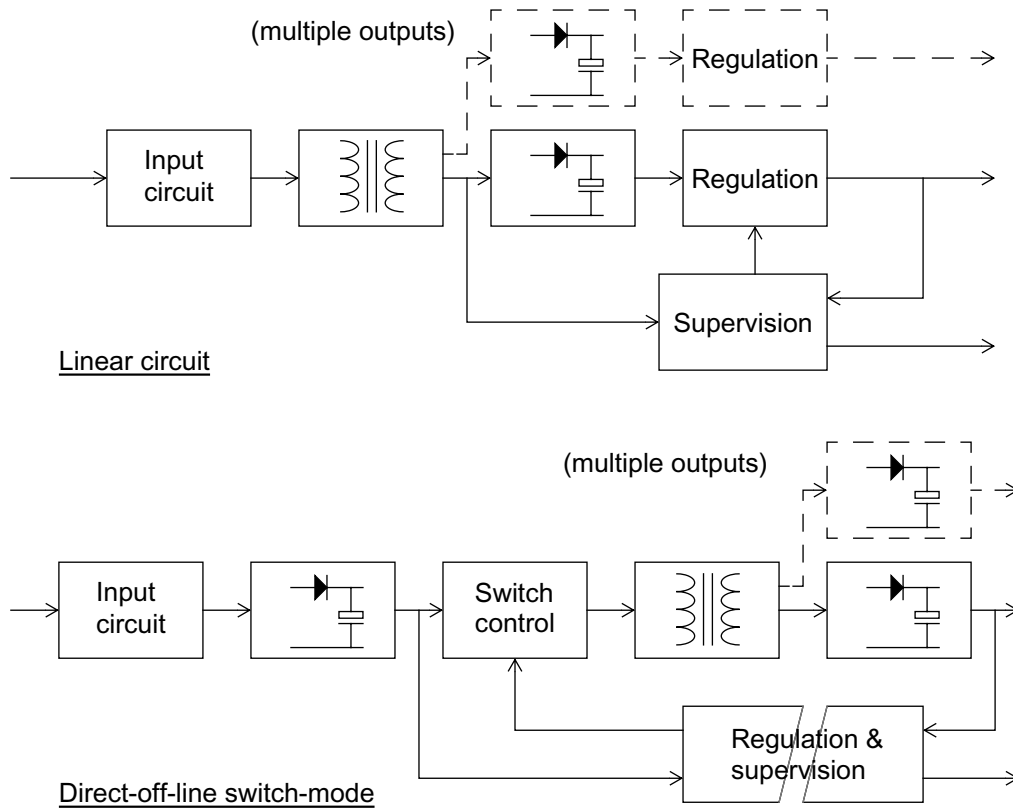 (multiple outputs)
Regulation
Input
circuit
Regulation
Supervision
Linear circuit
(multiple outputs)
Input
circuit
Switch
control
Regulation &
supervision
Direct-off-line switch-mode